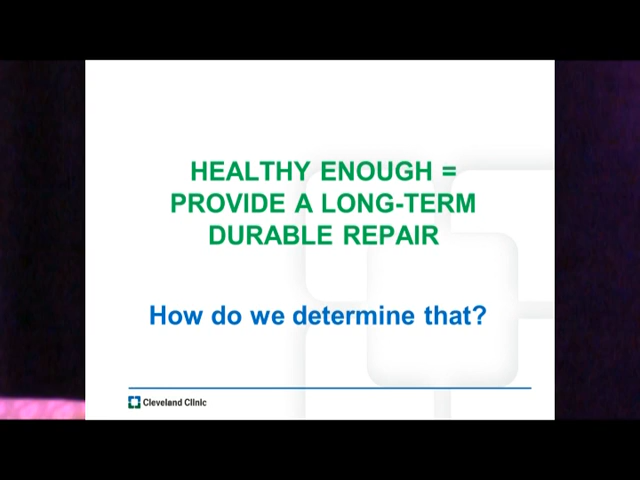 HEALTHY ENOUGH =
PROVIDE A LONG-TERM
DURABLE REPAIR
How do we determine that?
Cleveland Clinic